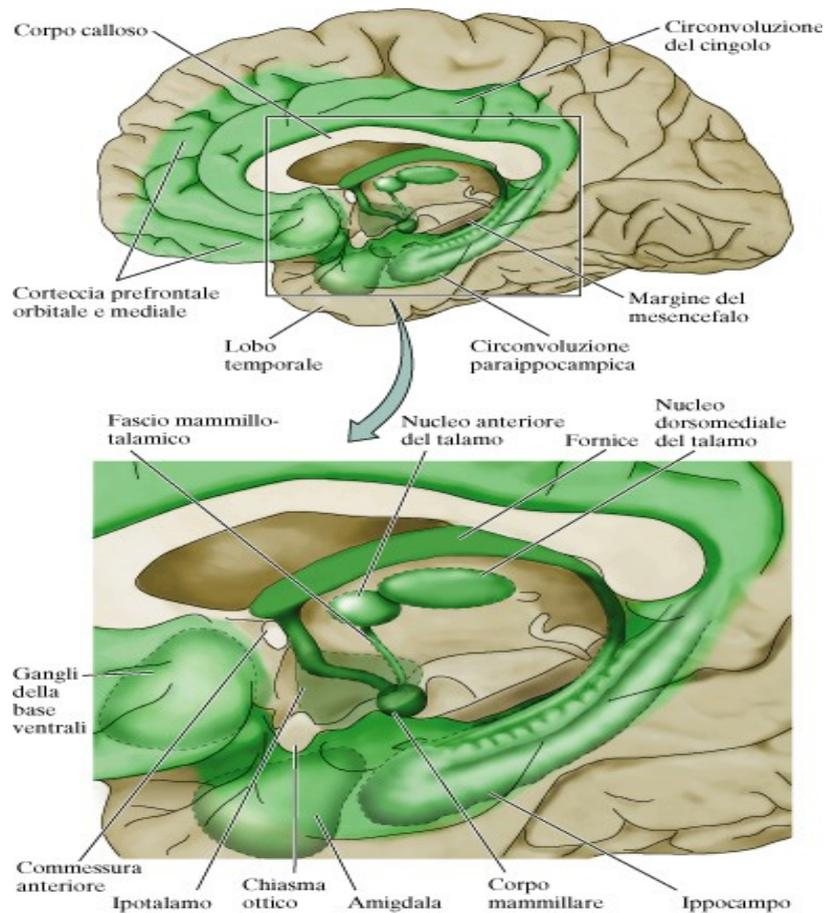 Corpo calloso
Circonvoluzione
del cingolo
Corteccia prefrontale
orbitale e mediale
Lobo
temporale
Circonvoluzione
paraippocampica
Margine del
mesencefalo
Fascio mammillo-
talamico
Nucleo anteriore
del talamo
Fornice
Nucleo
dorsomediale
del talamo
Gangli
della
base
ventrali
Commessura
anteriore
Ipotalamo
Chiasma
ottico
Amigdala
Corpo
mammillare
Ippocampo